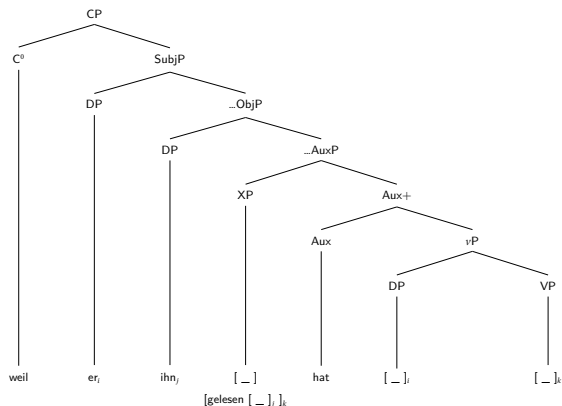 CP
C⁰ SubjP
DP …ObjP
DP …AuxP
XP Aux+
Aux vP
DP VP
weil erᵢ ihnⱼ [ _ ] hat [ _ ]ᵢ [ _ ]ₖ
[gelesen [ _ ]ⱼ ]ₖ